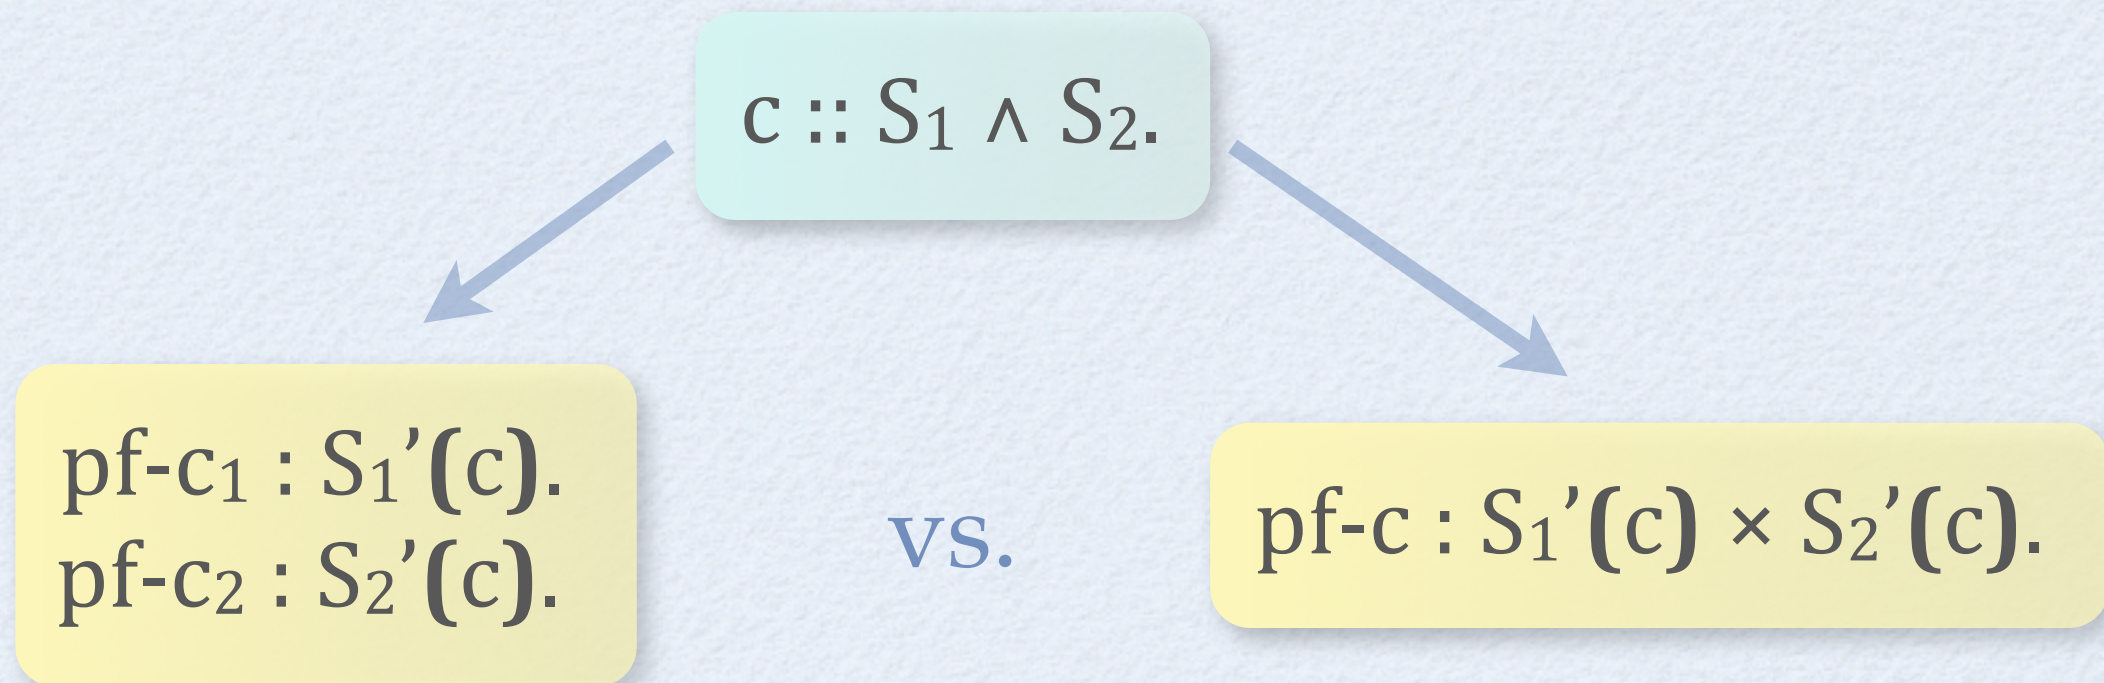 c :: S₁ ∧ S₂.
pf-c₁ : S₁’(c).
pf-c₂ : S₂’(c).
vs.
pf-c : S₁’(c) × S₂’(c).